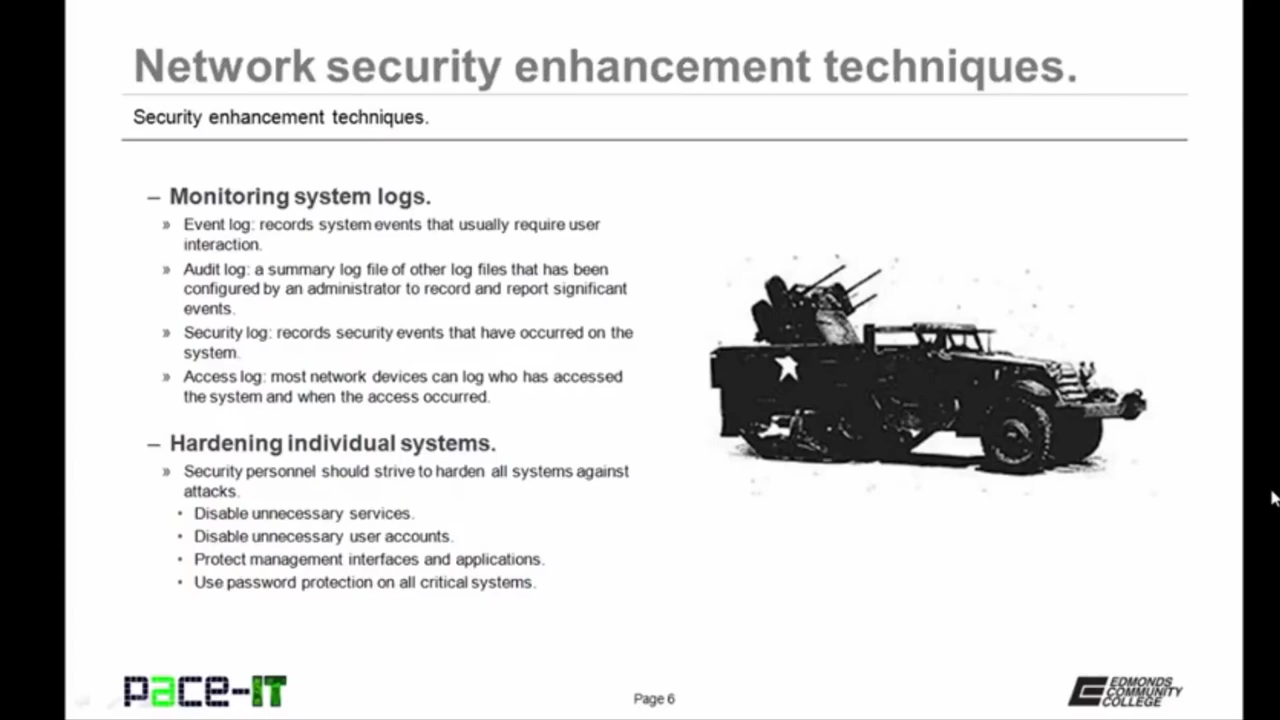 Network security enhancement techniques.
Security enhancement techniques.
– Monitoring system logs.
» Event log: records system events that usually require user
interaction.
» Audit log: a summary log file of other log files that has been
configured by an administrator to record and report significant
events.
» Security log: records security events that have occurred on the
system.
» Access log: most network devices can log who has accessed
the system and when the access occurred.
– Hardening individual systems.
» Security personnel should strive to harden all systems against
attacks.
• Disable unnecessary services.
• Disable unnecessary user accounts.
• Protect management interfaces and applications.
• Use password protection on all critical systems.
pace-IT
Page 6
EDMONDS
COMMUNITY
COLLEGE